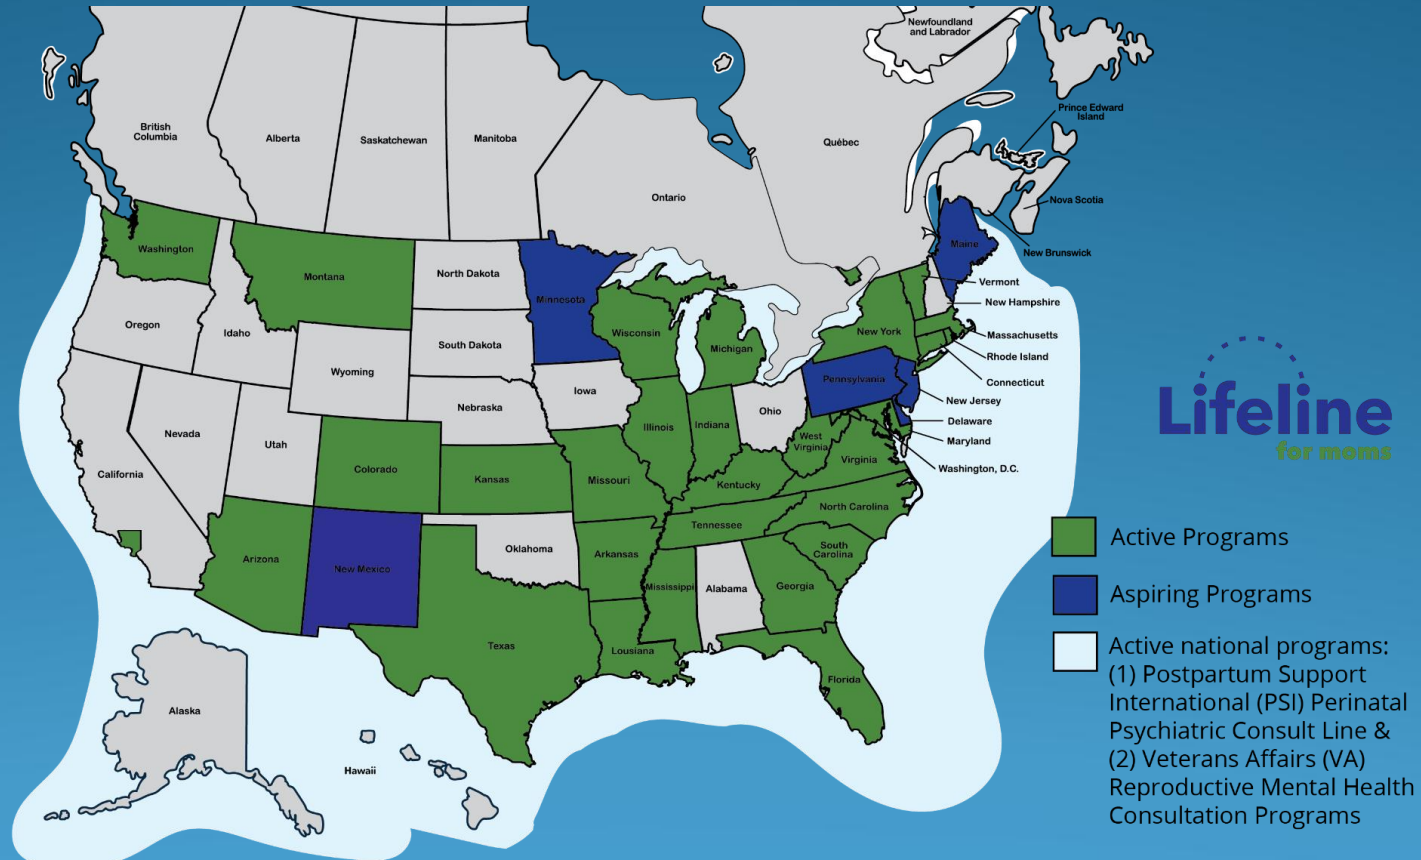 Newfoundland
and Labrador
Prince Edward
Island
British
Columbia
Alberta
Saskatchewan
Manitoba
Québec
Ontario
Nova Scotia
New Brunswick
Washington
Montana
North Dakota
Minnesota
Maine
Vermont
New Hampshire
Oregon
Idaho
South Dakota
Wisconsin
Michigan
New York
Massachusetts
Rhode Island
Connecticut
Wyoming
Iowa
Pennsylvania
New Jersey
Nebraska
Ohio
Delaware
Nevada
Utah
Illinois
Indiana
West
Virginia
Maryland
Washington, D.C.
California
Colorado
Kansas
Missouri
Kentucky
Virginia
North Carolina
Tennessee
Arizona
New Mexico
Oklahoma
Arkansas
South
Carolina
Mississippi
Alabama
Georgia
Texas
Lousiana
Florida
Alaska
Hawaii
Lifeline
for moms
Active Programs
Aspiring Programs
Active national programs:
(1) Postpartum Support
International (PSI) Perinatal
Psychiatric Consult Line &
(2) Veterans Affairs (VA)
Reproductive Mental Health
Consultation Programs